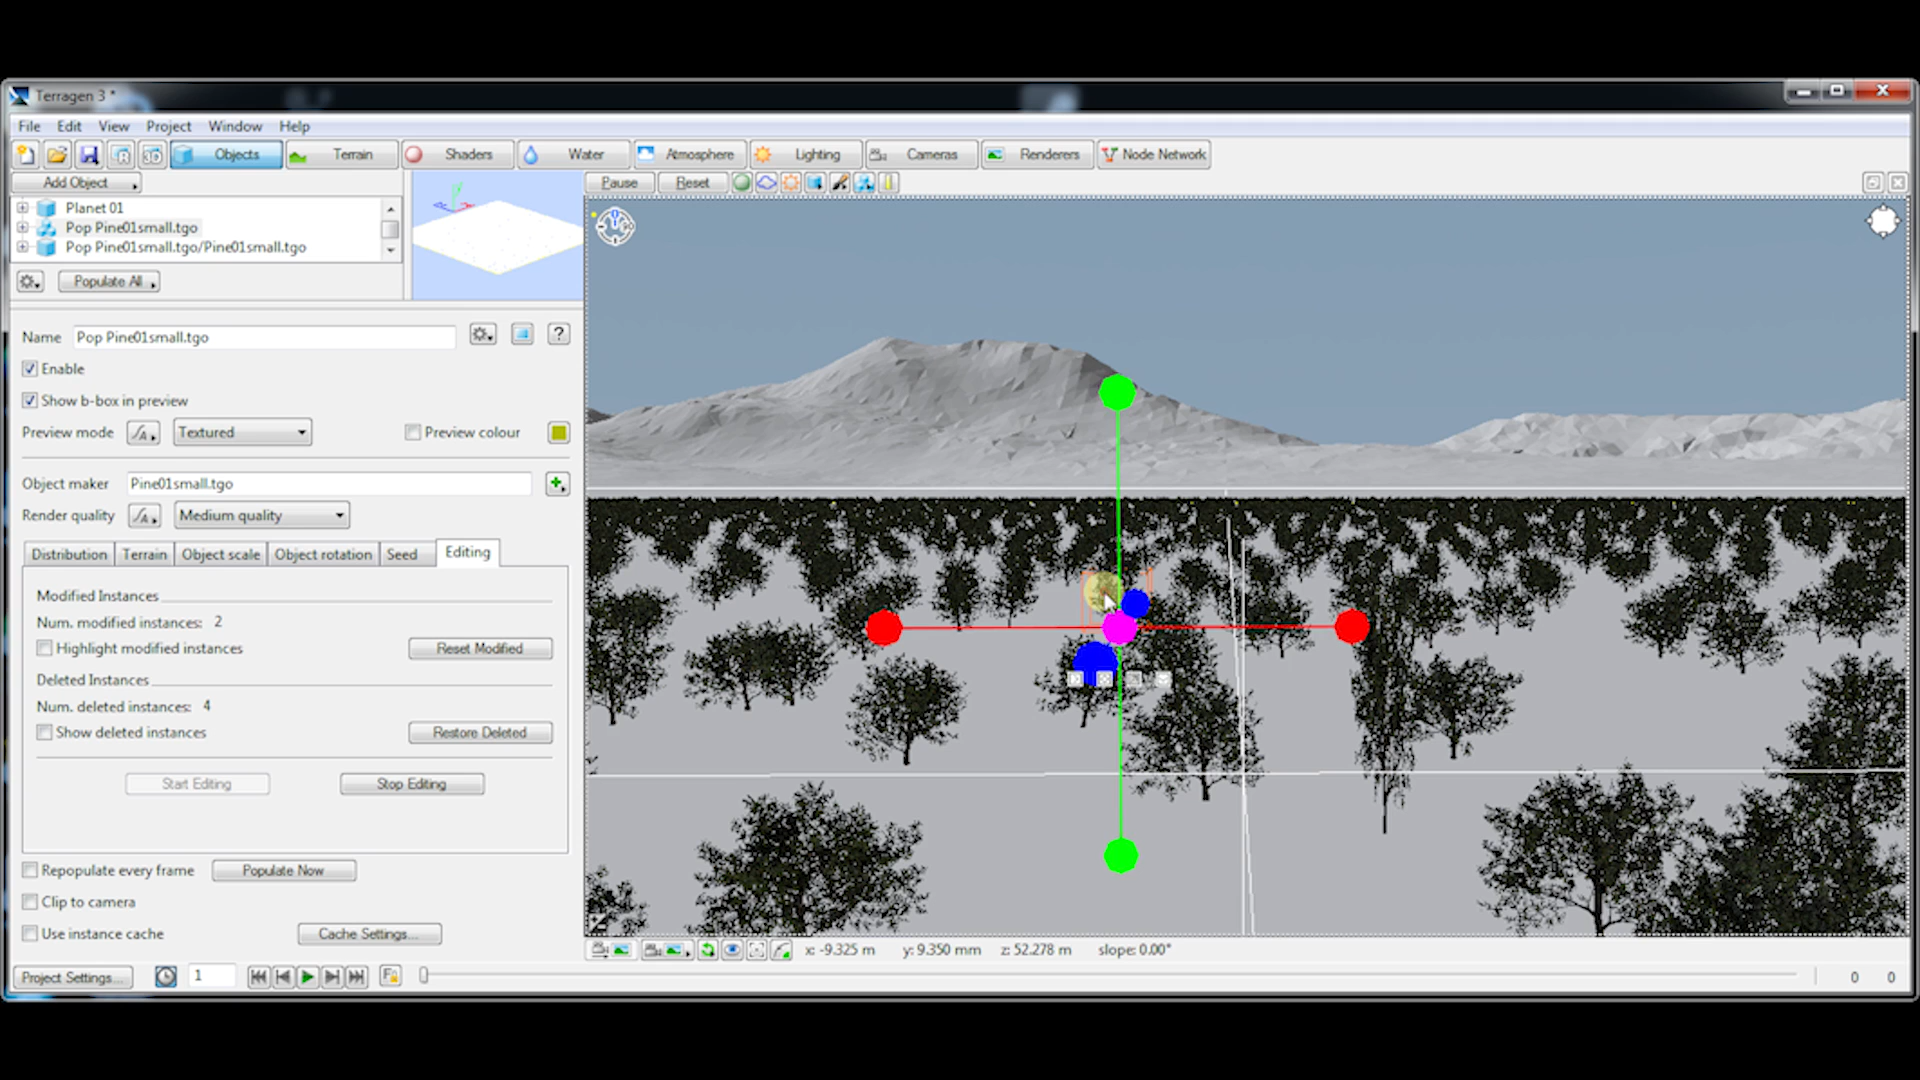 Terragen 3 *
File Edit View Project Window Help
Objects Terrain Shaders Water Atmosphere Lighting Cameras Renderers Node Network
Add Object
Pause Reset
Planet 01
Pop Pine01small.tgo
Pop Pine01small.tgo/Pine01small.tgo
Populate All
Name Pop Pine01small.tgo ?
Enable
Show b-box in preview
Preview mode Textured Preview colour
Object maker Pine01small.tgo
Render quality Medium quality
Distribution Terrain Object scale Object rotation Seed Editing
Modified Instances
Num. modified instances: 2
Highlight modified instances Reset Modified
Deleted Instances
Num. deleted instances: 4
Show deleted instances Restore Deleted
Start Editing Stop Editing
Repopulate every frame Populate Now
Clip to camera
Use instance cache Cache Settings...
x: -9.325 m y: 9.350 mm z: 52.278 m slope: 0.00°
Project Settings... 1 0 0